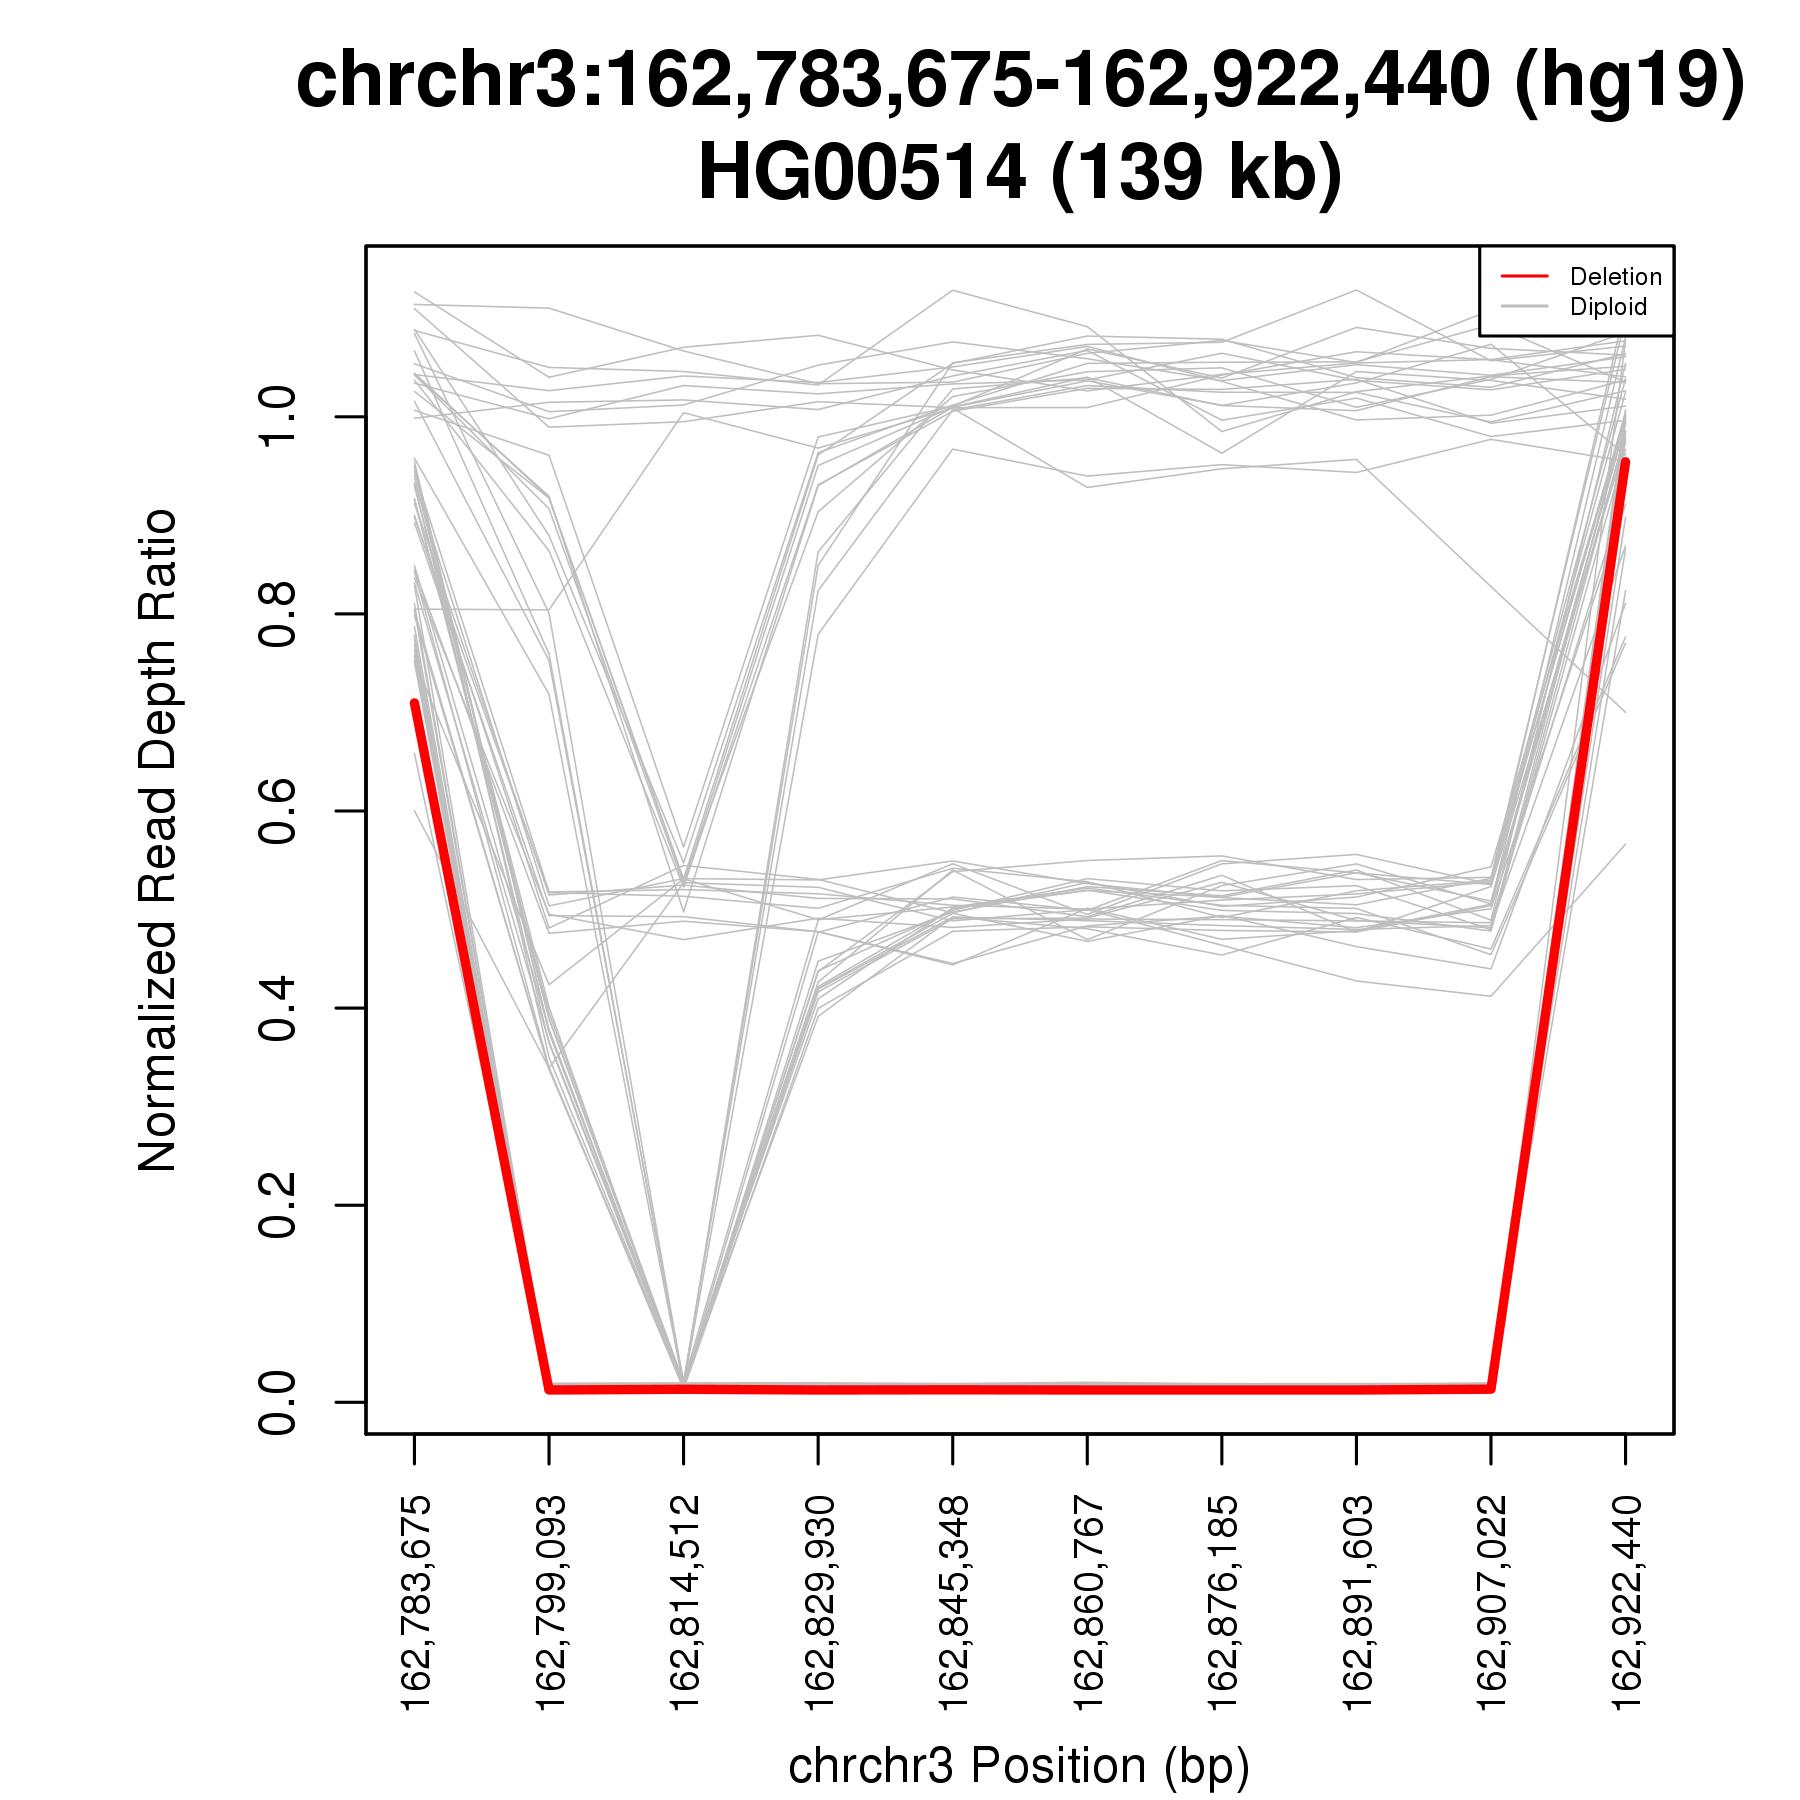 chrchr3:162,783,675-162,922,440 (hg19)
HG00514 (139 kb)
Deletion
Diploid
Normalized Read Depth Ratio
1.0
0.8
0.6
0.4
0.2
0.0
162,783,675
162,799,093
162,814,512
162,829,930
162,845,348
162,860,767
162,876,185
162,891,603
162,907,022
162,922,440
chrchr3 Position (bp)